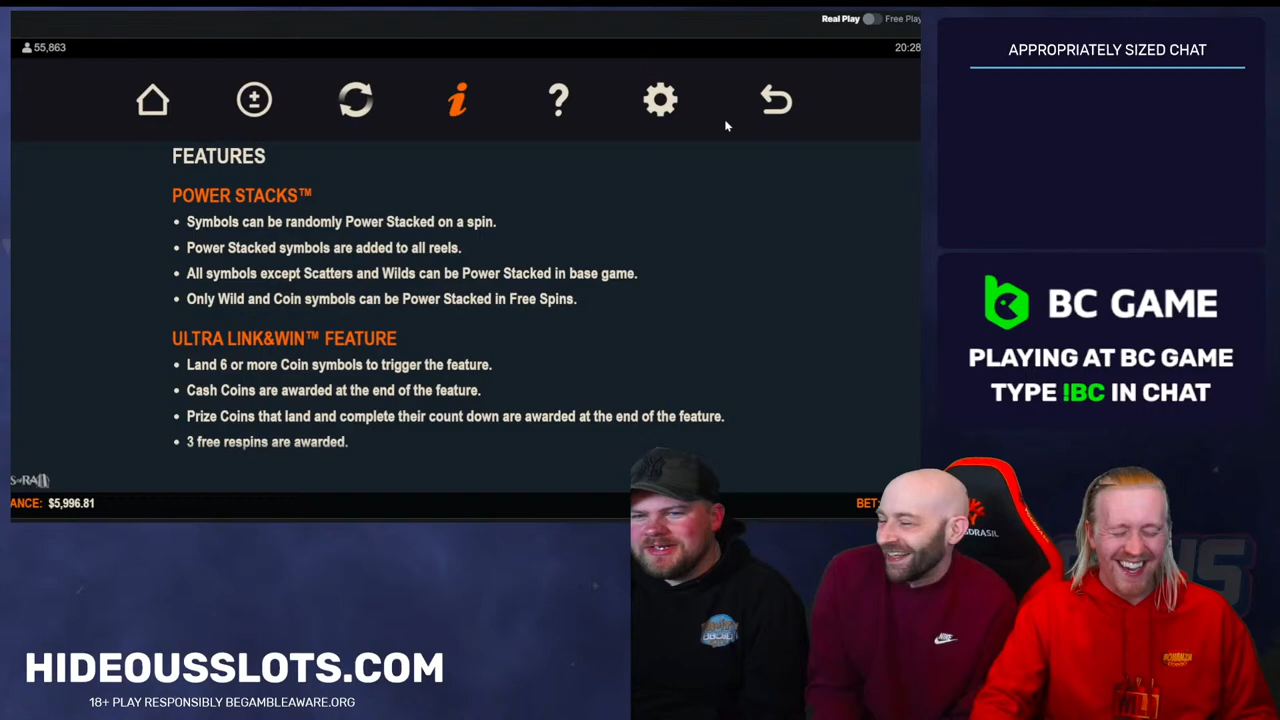 Real Play Free Play
55,863
20:28
APPROPRIATELY SIZED CHAT
FEATURES
POWER STACKS™
• Symbols can be randomly Power Stacked on a spin.
• Power Stacked symbols are added to all reels.
• All symbols except Scatters and Wilds can be Power Stacked in base game.
• Only Wild and Coin symbols can be Power Stacked in Free Spins.
ULTRA LINK&WIN™ FEATURE
• Land 6 or more Coin symbols to trigger the feature.
• Cash Coins are awarded at the end of the feature.
• Prize Coins that land and complete their count down are awarded at the end of the feature.
• 3 free respins are awarded.
ANCE: $5,996.81
BET:
BC GAME
PLAYING AT BC GAME
TYPE !BC IN CHAT
DRASIL
HIDEOUSSLOTS.COM
18+ PLAY RESPONSIBLY BEGAMBLEAWARE.ORG